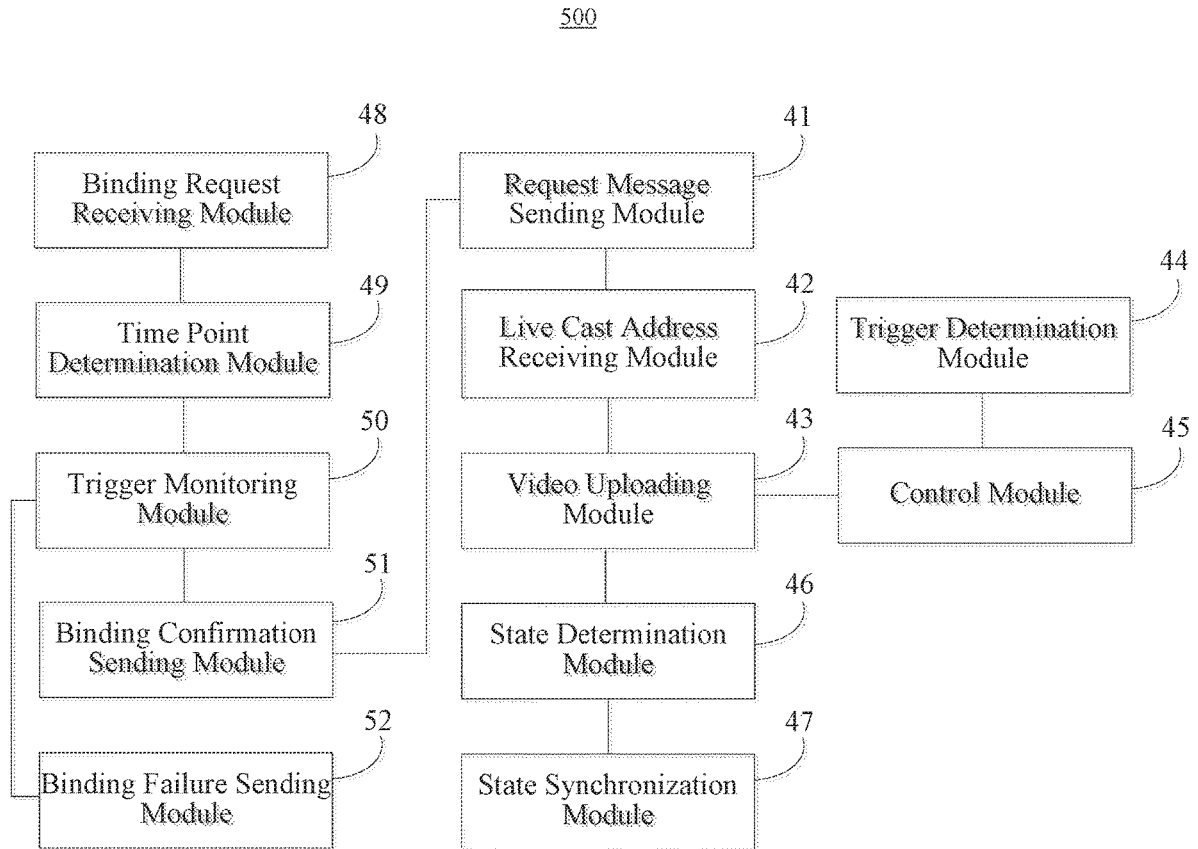 500
48
Binding Request
Receiving Module
49
Time Point
Determination Module
50
Trigger Monitoring
Module
51
Binding Confirmation
Sending Module
52
Binding Failure Sending
Module
41
Request Message
Sending Module
42
Live Cast Address
Receiving Module
43
Video Uploading
Module
46
State Determination
Module
47
State Synchronization
Module
44
Trigger Determination
Module
45
Control Module